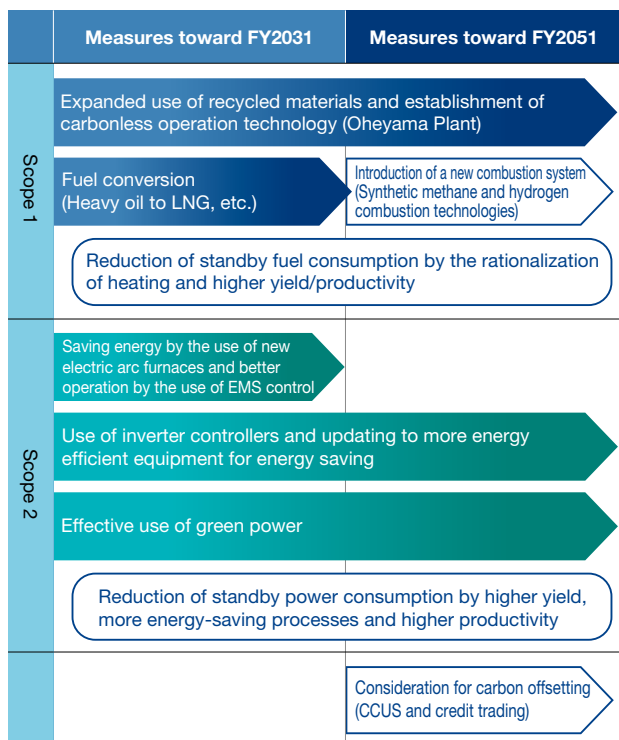 Measures toward FY2031
Measures toward FY2051
Scope 1
Expanded use of recycled materials and establishment of
carbonless operation technology (Oheyama Plant)
Fuel conversion
(Heavy oil to LNG, etc.)
Introduction of a new combustion system
(Synthetic methane and hydrogen
combustion technologies)
Reduction of standby fuel consumption by the rationalization
of heating and higher yield/productivity
Scope 2
Saving energy by the use of new
electric arc furnaces and better
operation by the use of EMS control
Use of inverter controllers and updating to more energy
efficient equipment for energy saving
Effective use of green power
Reduction of standby power consumption by higher yield,
more energy-saving processes and higher productivity
Consideration for carbon offsetting
(CCUS and credit trading)